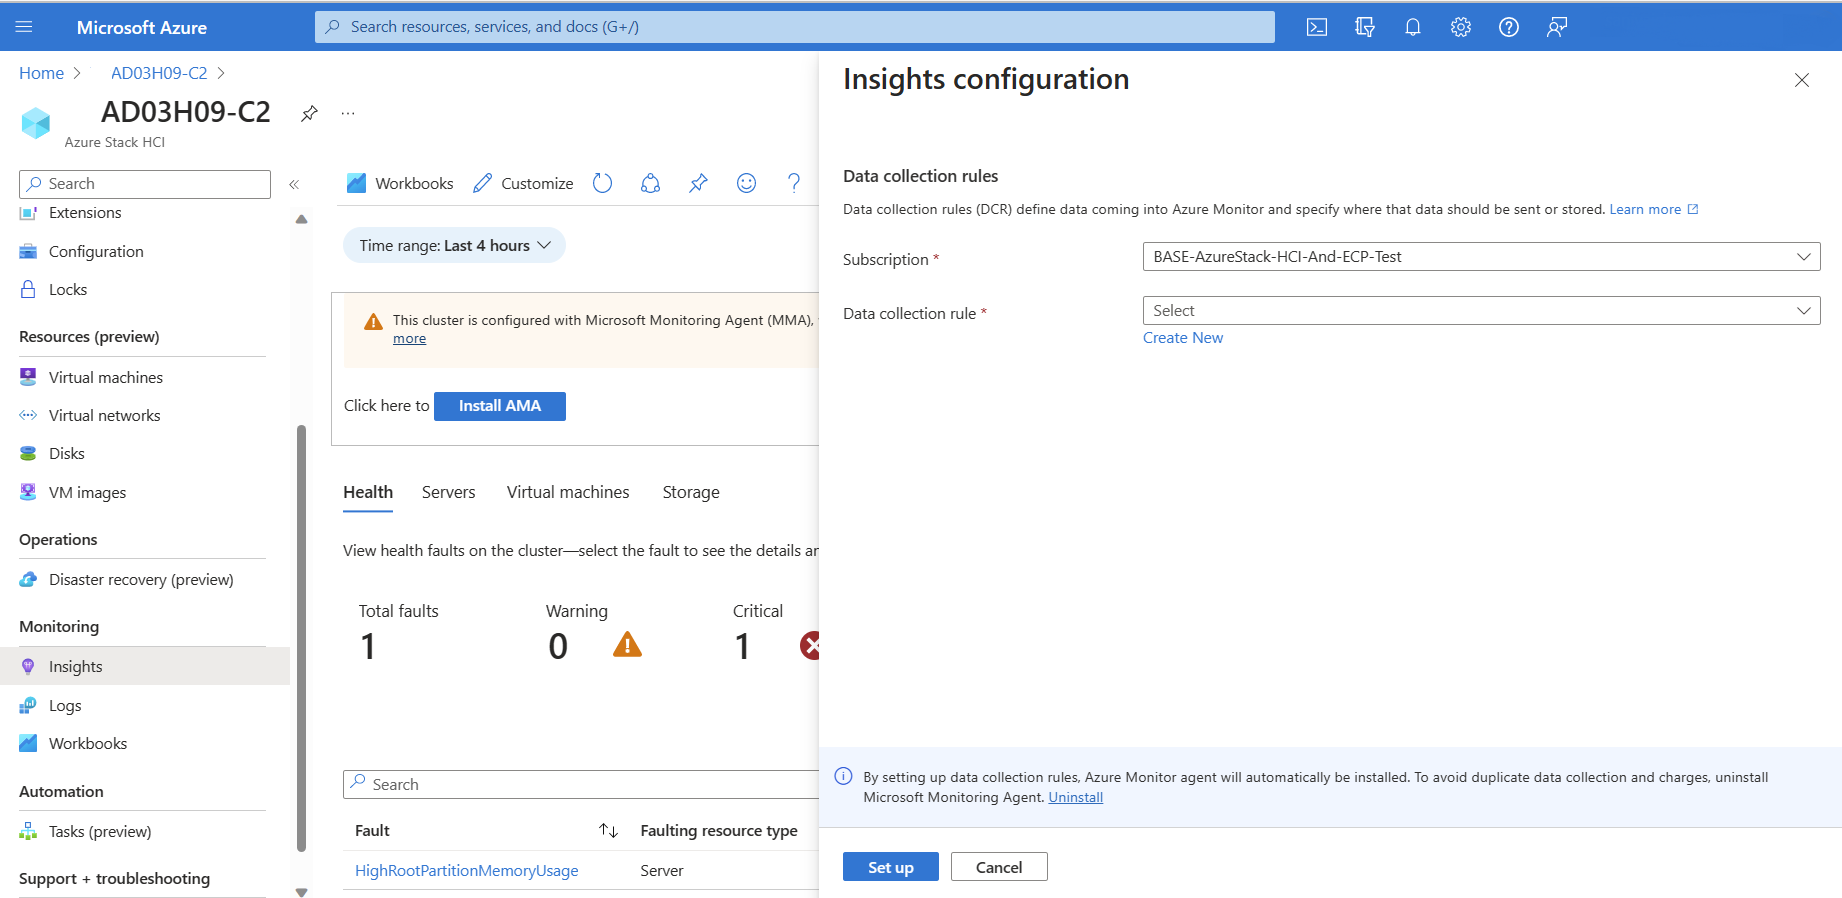 Microsoft Azure
Search resources, services, and docs (G+/)
Home > AD03H09-C2 >
AD03H09-C2
...
Azure Stack HCI
Search
«
Extensions
Configuration
Locks
Resources (preview)
Virtual machines
Virtual networks
Disks
VM images
Operations
Disaster recovery (preview)
Monitoring
Insights
Logs
Workbooks
Automation
Tasks (preview)
Support + troubleshooting
Workbooks
Customize
?
Time range: Last 4 hours
This cluster is configured with Microsoft Monitoring Agent (MMA),
more
Click here to Install AMA
Health Servers Virtual machines Storage
View health faults on the cluster—select the fault to see the details
Total faults Warning Critical
1 0 1
Search
Fault Faulting resource type
HighRootPartitionMemoryUsage Server
Insights configuration
Data collection rules
Data collection rules (DCR) define data coming into Azure Monitor and specify where that data should be sent or stored. Learn more
Subscription * BASE-AzureStack-HCI-And-ECP-Test
Data collection rule * Select
Create New
By setting up data collection rules, Azure Monitor agent will automatically be installed. To avoid duplicate data collection and charges, uninstall
Microsoft Monitoring Agent. Uninstall
Set up Cancel